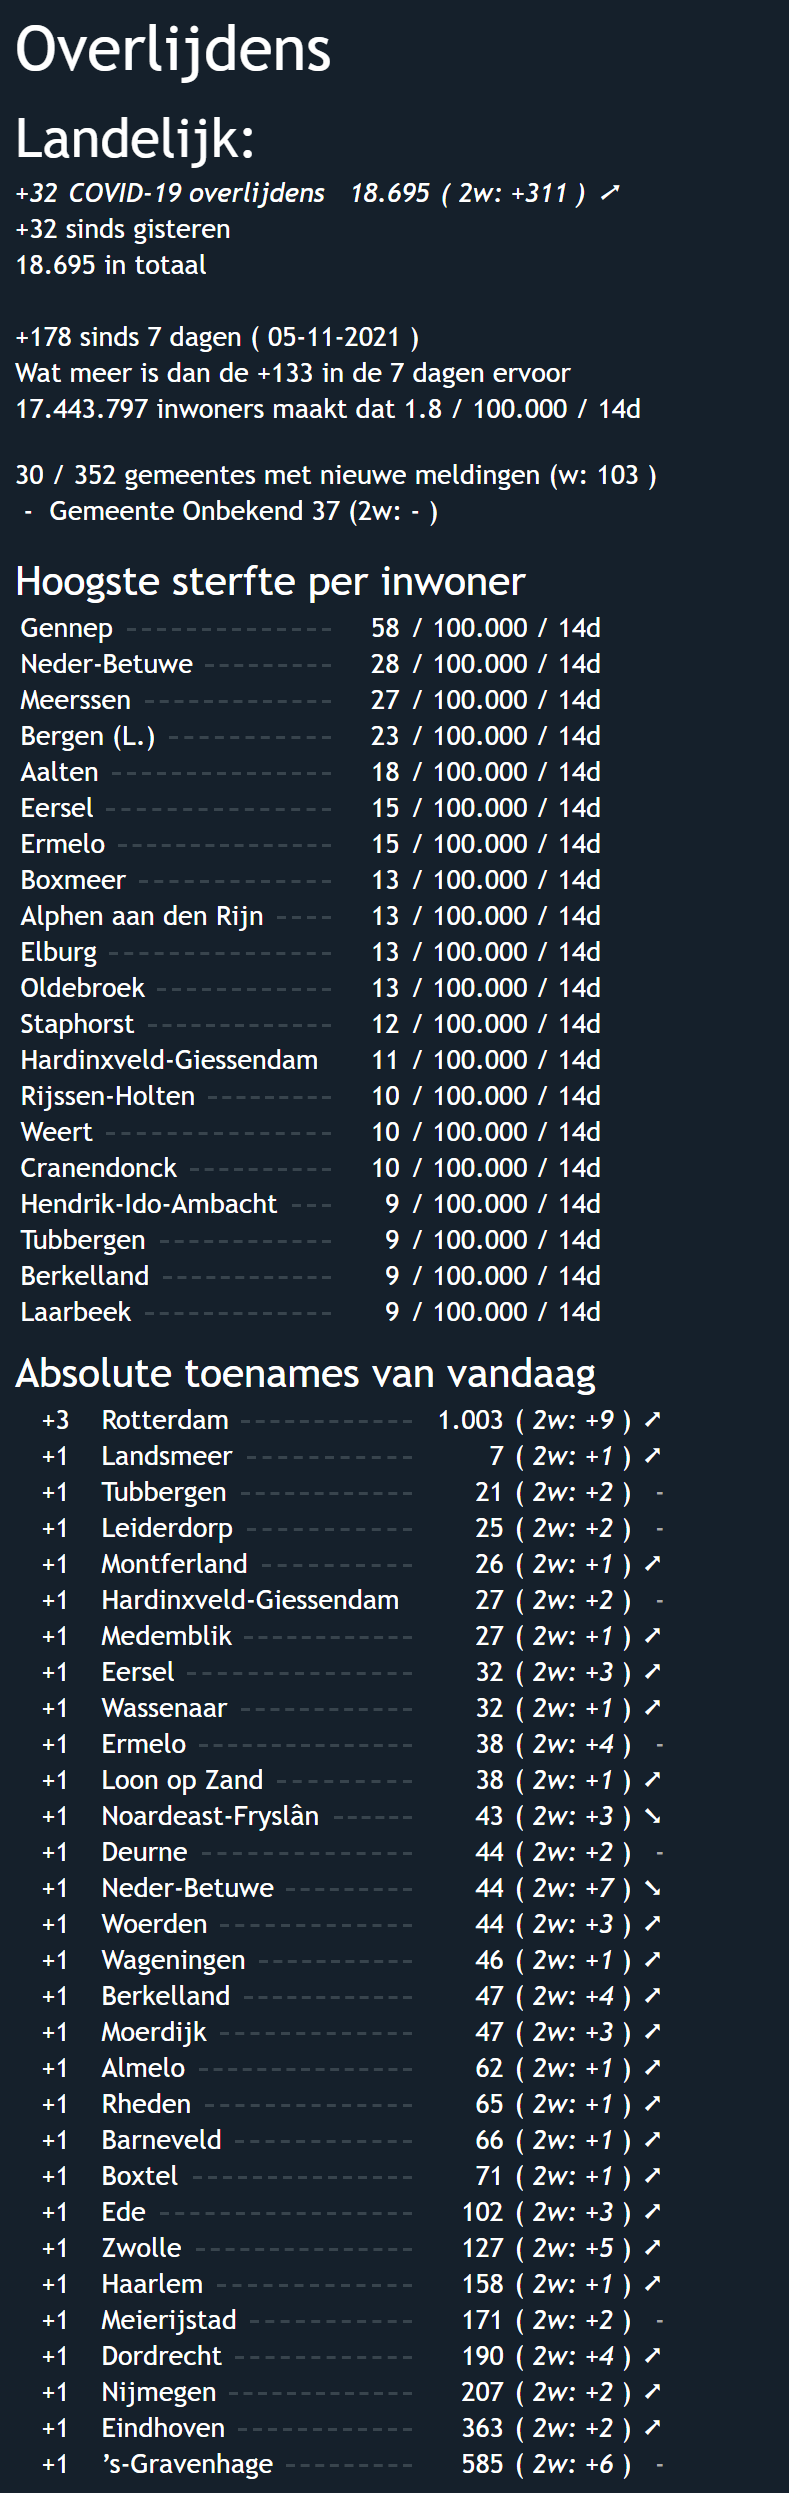 Overlijdens
Landelijk:
+32 COVID-19 overlijdens 18.695 ( 2w: +311 ) ➚
+32 sinds gisteren
18.695 in totaal
+178 sinds 7 dagen ( 05-11-2021 )
Wat meer is dan de +133 in de 7 dagen ervoor
17.443.797 inwoners maakt dat 1.8 / 100.000 / 14d
30 / 352 gemeentes met nieuwe meldingen (w: 103 )
- Gemeente Onbekend 37 (2w: - )
Hoogste sterfte per inwoner
Gennep --------------- 58 / 100.000 / 14d
Neder-Betuwe --------- 28 / 100.000 / 14d
Meerssen -------------- 27 / 100.000 / 14d
Bergen (L.) ------------ 23 / 100.000 / 14d
Aalten ---------------- 18 / 100.000 / 14d
Eersel ---------------- 15 / 100.000 / 14d
Ermelo ---------------- 15 / 100.000 / 14d
Boxmeer -------------- 13 / 100.000 / 14d
Alphen aan den Rijn ---- 13 / 100.000 / 14d
Elburg ---------------- 13 / 100.000 / 14d
Oldebroek ------------- 13 / 100.000 / 14d
Staphorst ------------- 12 / 100.000 / 14d
Hardinxveld-Giessendam 11 / 100.000 / 14d
Rijssen-Holten --------- 10 / 100.000 / 14d
Weert ---------------- 10 / 100.000 / 14d
Cranendonck ---------- 10 / 100.000 / 14d
Hendrik-Ido-Ambacht --- 9 / 100.000 / 14d
Tubbergen ------------ 9 / 100.000 / 14d
Berkelland ------------ 9 / 100.000 / 14d
Laarbeek ------------- 9 / 100.000 / 14d
Absolute toenames van vandaag
+3 Rotterdam ------------ 1.003 ( 2w: +9 ) ➚
+1 Landsmeer ------------ 7 ( 2w: +1 ) ➚
+1 Tubbergen ------------ 21 ( 2w: +2 ) -
+1 Leiderdorp ------------ 25 ( 2w: +2 ) -
+1 Montferland ----------- 26 ( 2w: +1 ) ➚
+1 Hardinxveld-Giessendam 27 ( 2w: +2 ) -
+1 Medemblik ------------ 27 ( 2w: +1 ) ➚
+1 Eersel ---------------- 32 ( 2w: +3 ) ➚
+1 Wassenaar ------------ 32 ( 2w: +1 ) ➚
+1 Ermelo --------------- 38 ( 2w: +4 ) -
+1 Loon op Zand ---------- 38 ( 2w: +1 ) ➚
+1 Noardeast-Fryslân ------ 43 ( 2w: +3 ) ➘
+1 Deurne --------------- 44 ( 2w: +2 ) -
+1 Neder-Betuwe --------- 44 ( 2w: +7 ) ➘
+1 Woerden -------------- 44 ( 2w: +3 ) ➚
+1 Wageningen ----------- 46 ( 2w: +1 ) ➚
+1 Berkelland ------------ 47 ( 2w: +4 ) ➚
+1 Moerdijk -------------- 47 ( 2w: +3 ) ➚
+1 Almelo --------------- 62 ( 2w: +1 ) ➚
+1 Rheden --------------- 65 ( 2w: +1 ) ➚
+1 Barneveld ------------- 66 ( 2w: +1 ) ➚
+1 Boxtel ---------------- 71 ( 2w: +1 ) ➚
+1 Ede ------------------ 102 ( 2w: +3 ) ➚
+1 Zwolle ---------------- 127 ( 2w: +5 ) ➚
+1 Haarlem -------------- 158 ( 2w: +1 ) ➚
+1 Meierijstad ------------ 171 ( 2w: +2 ) -
+1 Dordrecht ------------- 190 ( 2w: +4 ) ➚
+1 Nijmegen ------------- 207 ( 2w: +2 ) ➚
+1 Eindhoven ------------- 363 ( 2w: +2 ) ➚
+1 ’s-Gravenhage --------- 585 ( 2w: +6 ) -